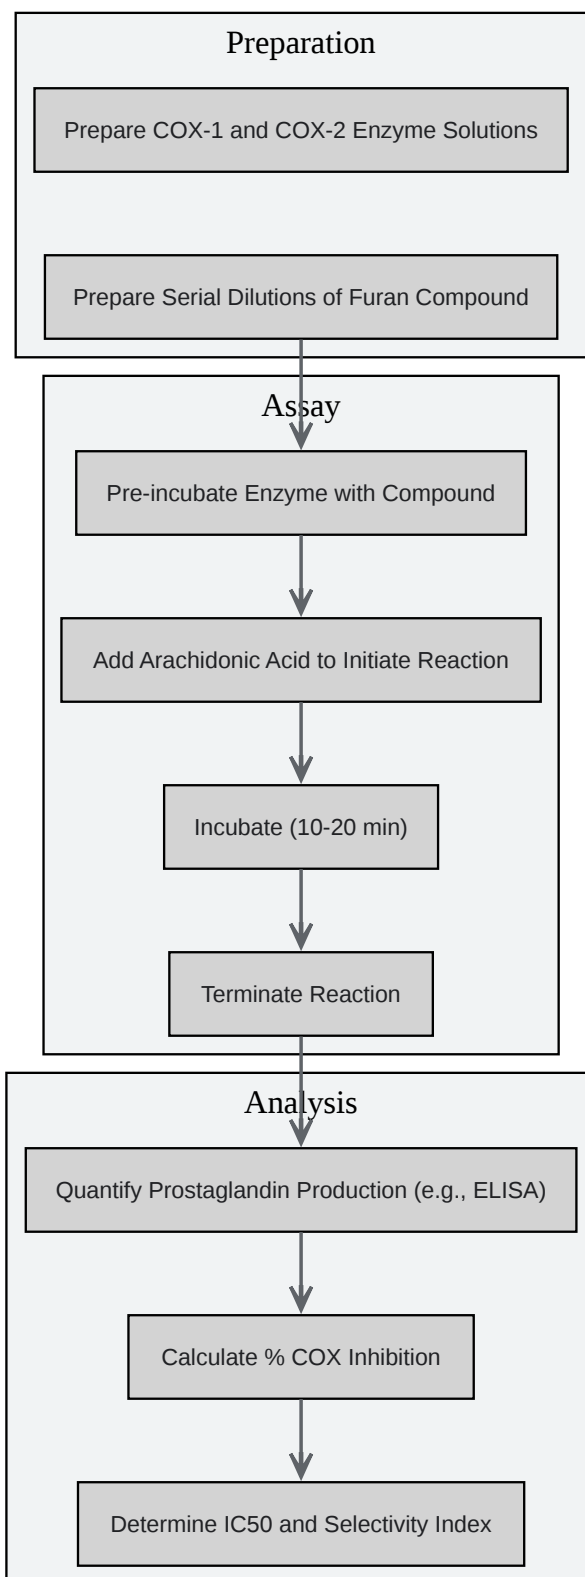 Preparation
Prepare COX-1 and COX-2 Enzyme Solutions
Prepare Serial Dilutions of Furan Compound
Assay
Pre-incubate Enzyme with Compound
Add Arachidonic Acid to Initiate Reaction
Incubate (10-20 min)
Terminate Reaction
Analysis
Quantify Prostaglandin Production (e.g., ELISA)
Calculate % COX Inhibition
Determine IC50 and Selectivity Index